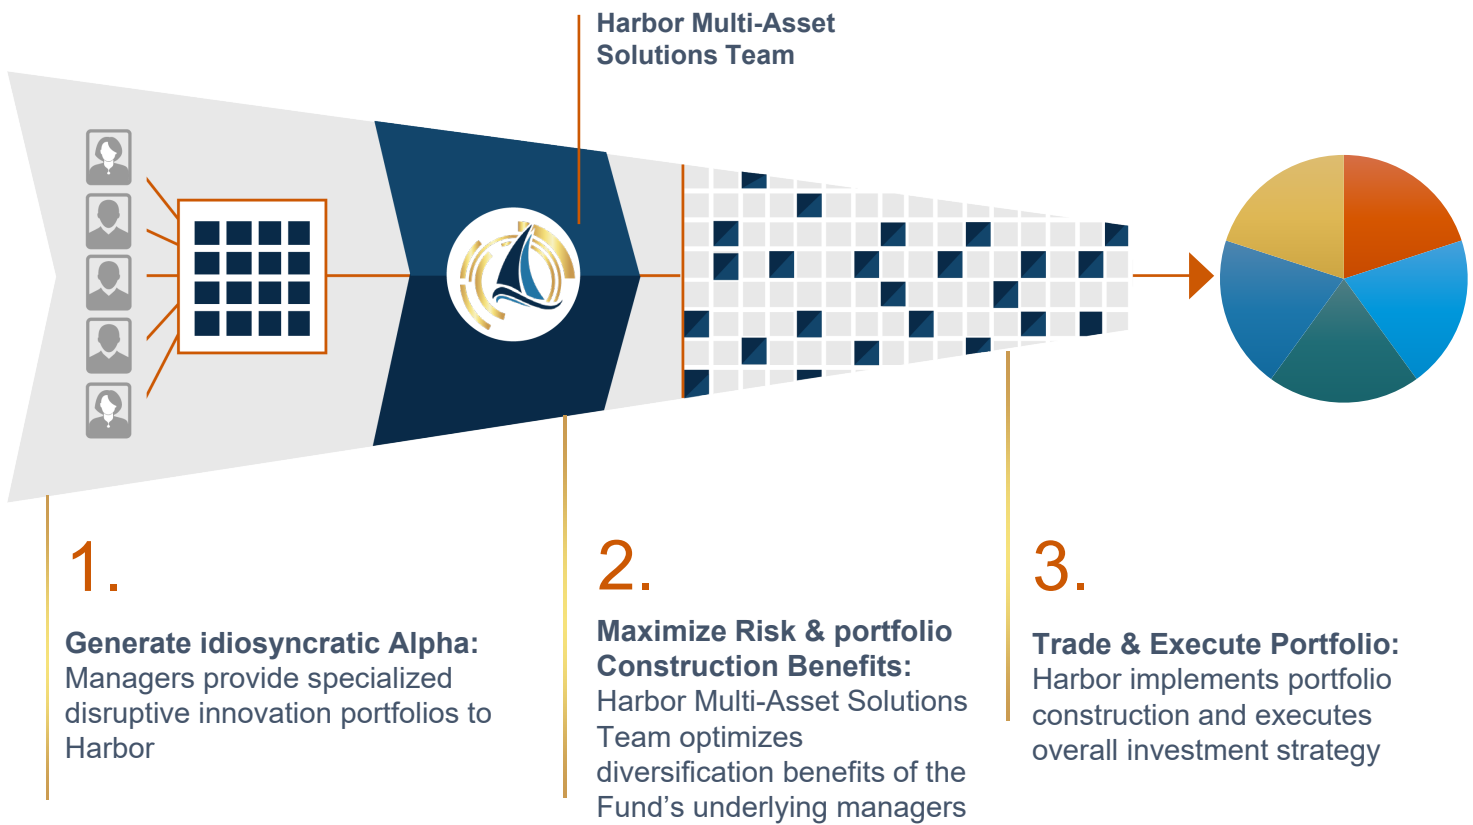 Harbor Multi-Asset
Solutions Team
1.
Generate idiosyncratic Alpha:
Managers provide specialized
disruptive innovation portfolios to
Harbor
2.
Maximize Risk & portfolio
Construction Benefits:
Harbor Multi-Asset Solutions
Team optimizes
diversification benefits of the
Fund’s underlying managers
3.
Trade & Execute Portfolio:
Harbor implements portfolio
construction and executes
overall investment strategy